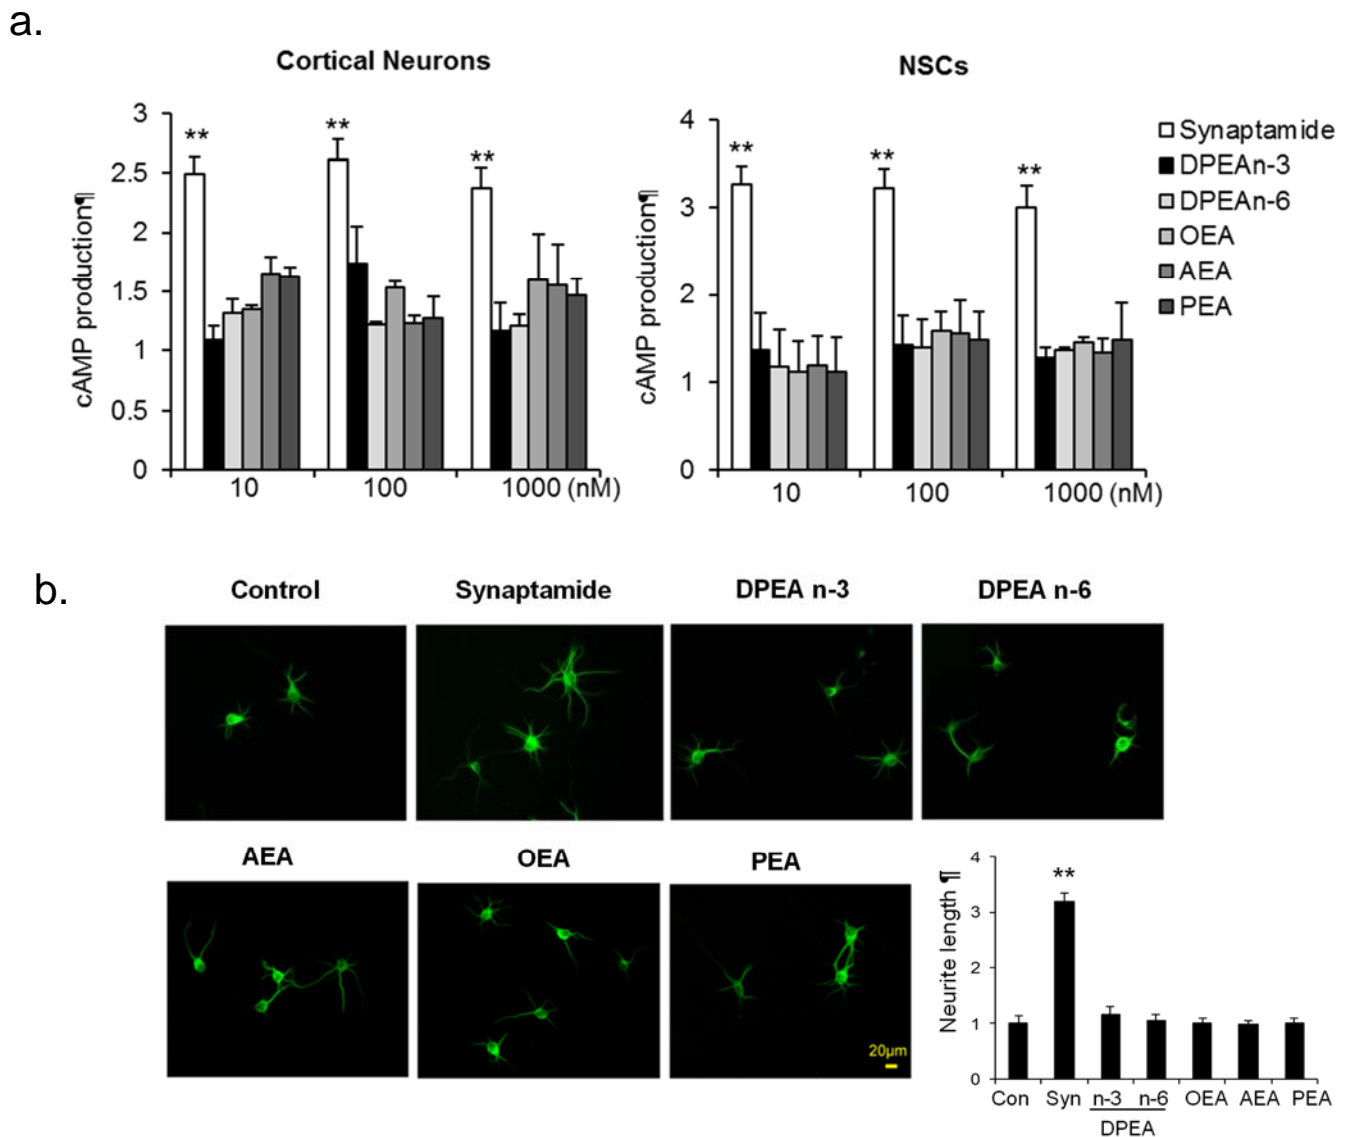 a.
Cortical Neurons
NSCs
cAMP production¶
3
2.5
2
1.5
1
0.5
0
**
**
**
10
100
1000 (nM)
cAMP production¶
4
3
2
1
0
**
**
**
10
100
1000 (nM)
Synaptamide
DPEAn-3
DPEAn-6
OEA
AEA
PEA
b.
Control
Synaptamide
DPEA n-3
DPEA n-6
AEA
OEA
PEA
20µm
Neurite length ¶
4
3
2
1
0
**
Con Syn n-3 n-6 OEA AEA PEA
DPEA